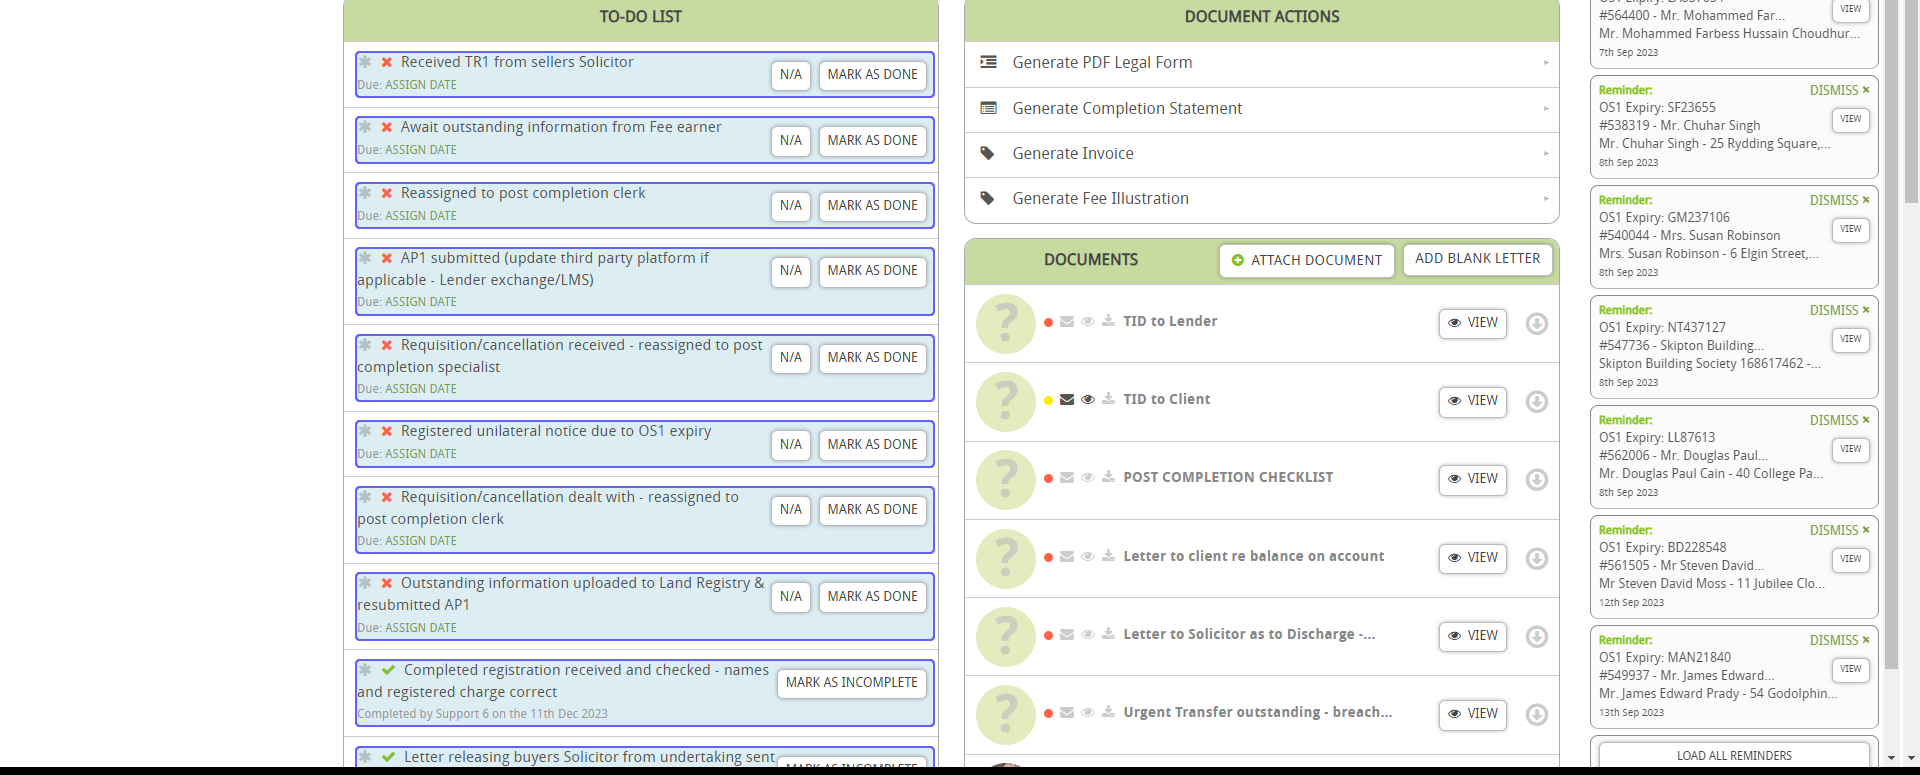 TO-DO LIST
Received TR1 from sellers Solicitor
Due: ASSIGN DATE
N/A
MARK AS DONE
Await outstanding information from Fee earner
Due: ASSIGN DATE
N/A
MARK AS DONE
Reassigned to post completion clerk
Due: ASSIGN DATE
N/A
MARK AS DONE
AP1 submitted (update third party platform if
applicable - Lender exchange/LMS)
Due: ASSIGN DATE
N/A
MARK AS DONE
Requisition/cancellation received - reassigned to post
completion specialist
Due: ASSIGN DATE
N/A
MARK AS DONE
Registered unilateral notice due to OS1 expiry
Due: ASSIGN DATE
N/A
MARK AS DONE
Requisition/cancellation dealt with - reassigned to
post completion clerk
Due: ASSIGN DATE
N/A
MARK AS DONE
Outstanding information uploaded to Land Registry &
resubmitted AP1
Due: ASSIGN DATE
N/A
MARK AS DONE
Completed registration received and checked - names
and registered charge correct
Completed by Support 6 on the 11th Dec 2023
MARK AS INCOMPLETE
Letter releasing buyers Solicitor from undertaking sent
MARK AS INCOMPLETE
DOCUMENT ACTIONS
Generate PDF Legal Form
Generate Completion Statement
Generate Invoice
Generate Fee Illustration
DOCUMENTS
ATTACH DOCUMENT
ADD BLANK LETTER
TID to Lender
VIEW
TID to Client
VIEW
POST COMPLETION CHECKLIST
VIEW
Letter to client re balance on account
VIEW
Letter to Solicitor as to Discharge -...
VIEW
Urgent Transfer outstanding - breach...
VIEW
#564400 - Mr. Mohammed Far...
Mr. Mohammed Farbess Hussain Choudhur...
7th Sep 2023
VIEW
Reminder:
DISMISS ×
OS1 Expiry: SF23655
#538319 - Mr. Chuhar Singh
Mr. Chuhar Singh - 25 Rydding Square,...
8th Sep 2023
VIEW
Reminder:
DISMISS ×
OS1 Expiry: GM237106
#540044 - Mrs. Susan Robinson
Mrs. Susan Robinson - 6 Elgin Street,...
8th Sep 2023
VIEW
Reminder:
DISMISS ×
OS1 Expiry: NT437127
#547736 - Skipton Building...
Skipton Building Society 168617462 -...
8th Sep 2023
VIEW
Reminder:
DISMISS ×
OS1 Expiry: LL87613
#562006 - Mr. Douglas Paul...
Mr. Douglas Paul Cain - 40 College Pa...
8th Sep 2023
VIEW
Reminder:
DISMISS ×
OS1 Expiry: BD228548
#561505 - Mr Steven David...
Mr Steven David Moss - 11 Jubilee Clo...
12th Sep 2023
VIEW
Reminder:
DISMISS ×
OS1 Expiry: MAN21840
#549937 - Mr. James Edward...
Mr. James Edward Prady - 54 Godolphin...
13th Sep 2023
VIEW
LOAD ALL REMINDERS